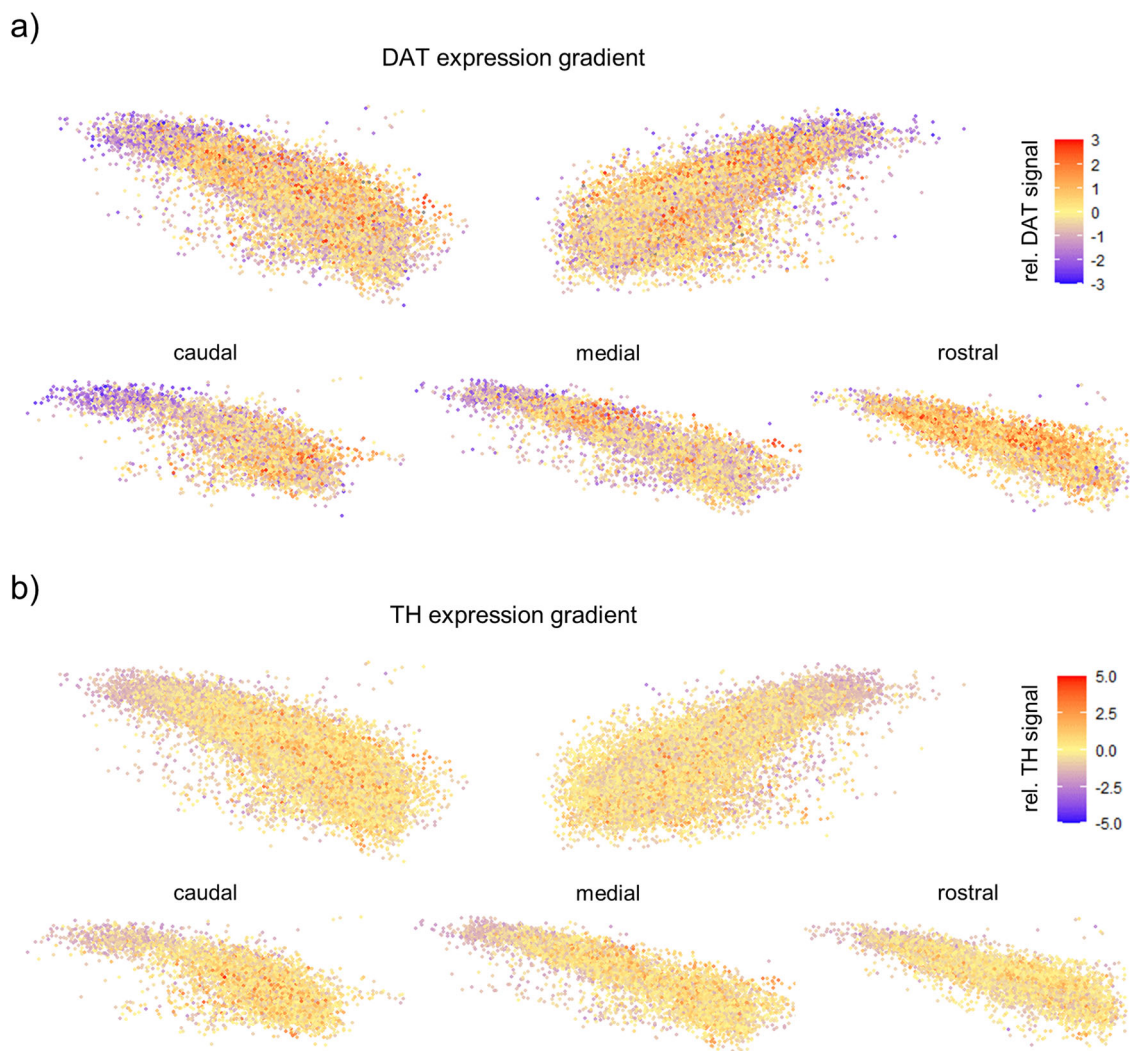 a)
DAT expression gradient
rel. DAT signal
3
2
1
0
-1
-2
-3
caudal
medial
rostral
b)
TH expression gradient
rel. TH signal
5.0
2.5
0.0
-2.5
-5.0
caudal
medial
rostral